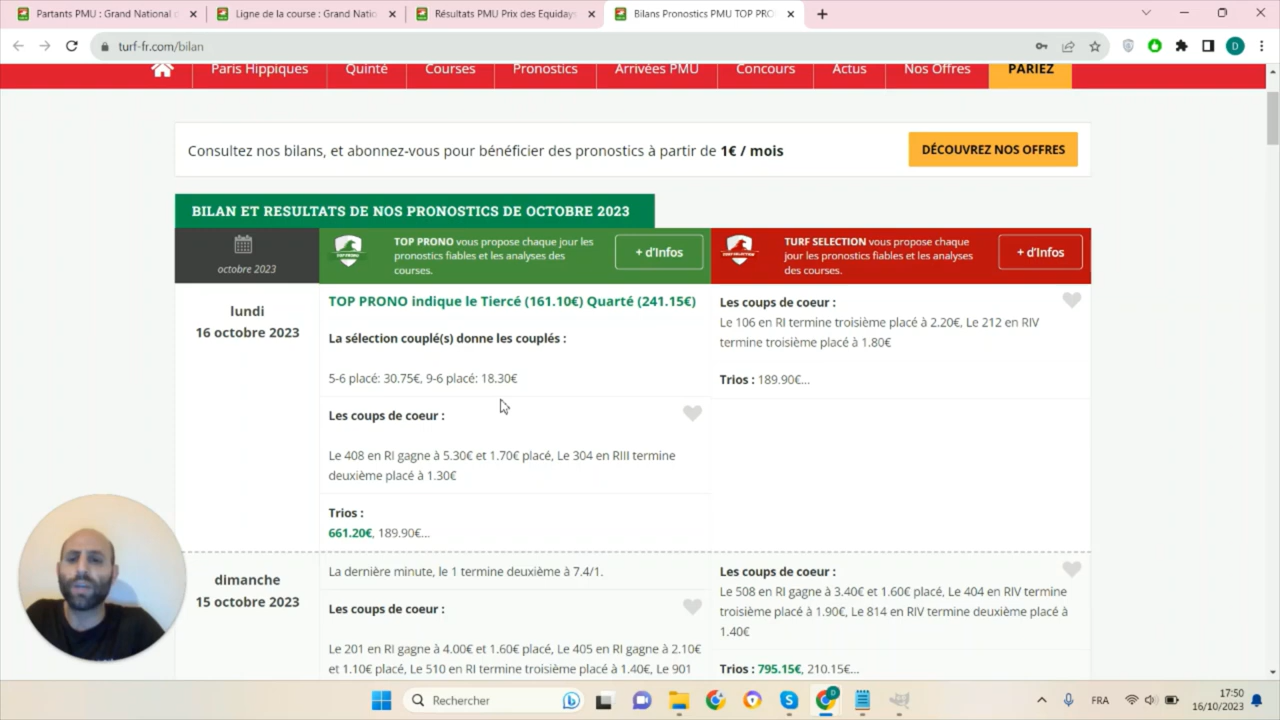 Partants PMU : Grand National d
Ligne de la course : Grand Natio
Résultats PMU Prix des Equidays
Bilans Pronostics PMU TOP PRO
turf-fr.com/bilan
Paris Hippiques
Quinté
Courses
Pronostics
Arrivées PMU
Concours
Actus
Nos Offres
PARIEZ
Consultez nos bilans, et abonnez-vous pour bénéficier des pronostics à partir de 1€ / mois
DÉCOUVREZ NOS OFFRES
BILAN ET RESULTATS DE NOS PRONOSTICS DE OCTOBRE 2023
octobre 2023
TOP PRONO vous propose chaque jour les
pronostics fiables et les analyses des
courses.
+ d'Infos
TURF SELECTION vous propose chaque
jour les pronostics fiables et les analyses
des courses.
+ d'Infos
lundi
16 octobre 2023
TOP PRONO indique le Tiercé (161.10€) Quarté (241.15€)
La sélection couplé(s) donne les couplés :
5-6 placé: 30.75€, 9-6 placé: 18.30€
Les coups de coeur :
Le 408 en RI gagne à 5.30€ et 1.70€ placé, Le 304 en RIII termine
deuxième placé à 1.30€
Trios :
661.20€, 189.90€...
Les coups de coeur :
Le 106 en RI termine troisième placé à 2.20€, Le 212 en RIV
termine troisième placé à 1.80€
Trios : 189.90€...
dimanche
15 octobre 2023
La dernière minute, le 1 termine deuxième à 7.4/1.
Les coups de coeur :
Le 201 en RI gagne à 4.00€ et 1.60€ placé, Le 405 en RI gagne à 2.10€
et 1.10€ placé, Le 510 en RI termine troisième placé à 1.40€, Le 901
Les coups de coeur :
Le 508 en RI gagne à 3.40€ et 1.60€ placé, Le 404 en RIV termine
troisième placé à 1.90€, Le 814 en RIV termine deuxième placé à
1.40€
Trios : 795.15€, 210.15€...
Rechercher
FRA
17:50
16/10/2023